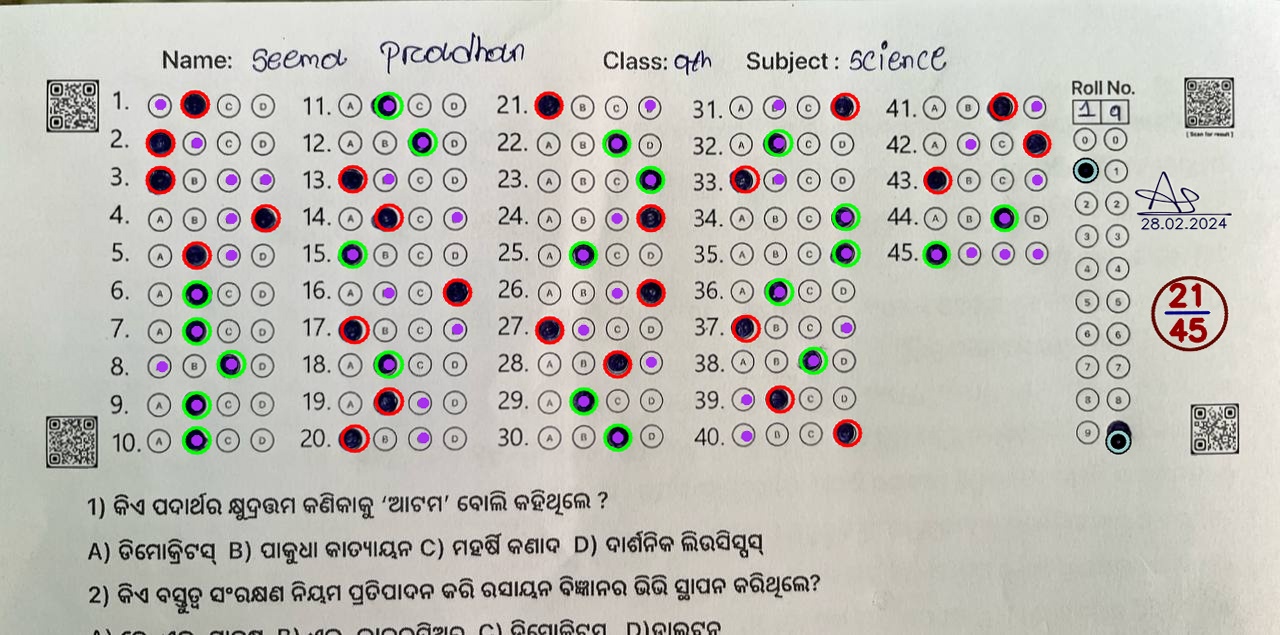 Name: Seema Pradhan Class: 9th Subject : Science
Roll No.
1 9
[ Scan for result ]
1. A B C D 11. A B C D 21. A B C D 31. A B C D 41. A B C D
2. A B C D 12. A B C D 22. A B C D 32. A B C D 42. A B C D
3. A B C D 13. A B C D 23. A B C D 33. A B C D 43. A B C D
4. A B C D 14. A B C D 24. A B C D 34. A B C D 44. A B C D
5. A B C D 15. A B C D 25. A B C D 35. A B C D 45. A B C D
6. A B C D 16. A B C D 26. A B C D 36. A B C D
7. A B C D 17. A B C D 27. A B C D 37. A B C D
8. A B C D 18. A B C D 28. A B C D 38. A B C D
9. A B C D 19. A B C D 29. A B C D 39. A B C D
10. A B C D 20. A B C D 30. A B C D 40. A B C D
0 0
1
2 2
3 3
4 4
5 5
6 6
7 7
8 8
9
28.02.2024
21
45
1) କିଏ ପଦାର୍ଥର କ୍ଷୁଦ୍ରତ୍ତମ କଣିକାକୁ ‘ଆଟମ’ ବୋଲି କହିଥିଲେ ?
A) ଡିମୋକ୍ରିଟସ୍ B) ପାକୁଧା କାତ୍ୟାୟନ C) ମହର୍ଷି କଣାଦ D) ଦାର୍ଶନିକ ଲିଉସିସ୍ପସ୍
2) କିଏ ବସ୍ତୁତ୍ୱ ସଂରକ୍ଷଣ ନିୟମ ପ୍ରତିପାଦନ କରି ରସାୟନ ବିଜ୍ଞାନର ଭିଭି ସ୍ଥାପନ କରିଥିଲେ?